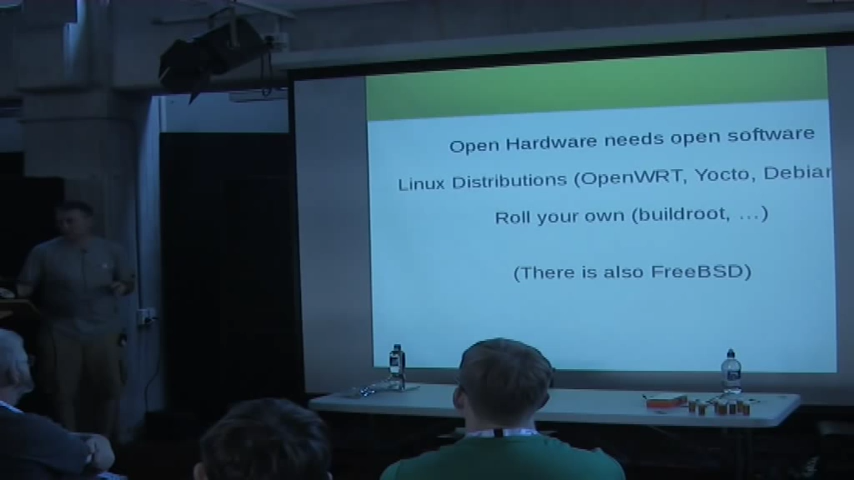 Open Hardware needs open software
Linux Distributions (OpenWRT, Yocto, Debian
Roll your own (buildroot, …)
(There is also FreeBSD)